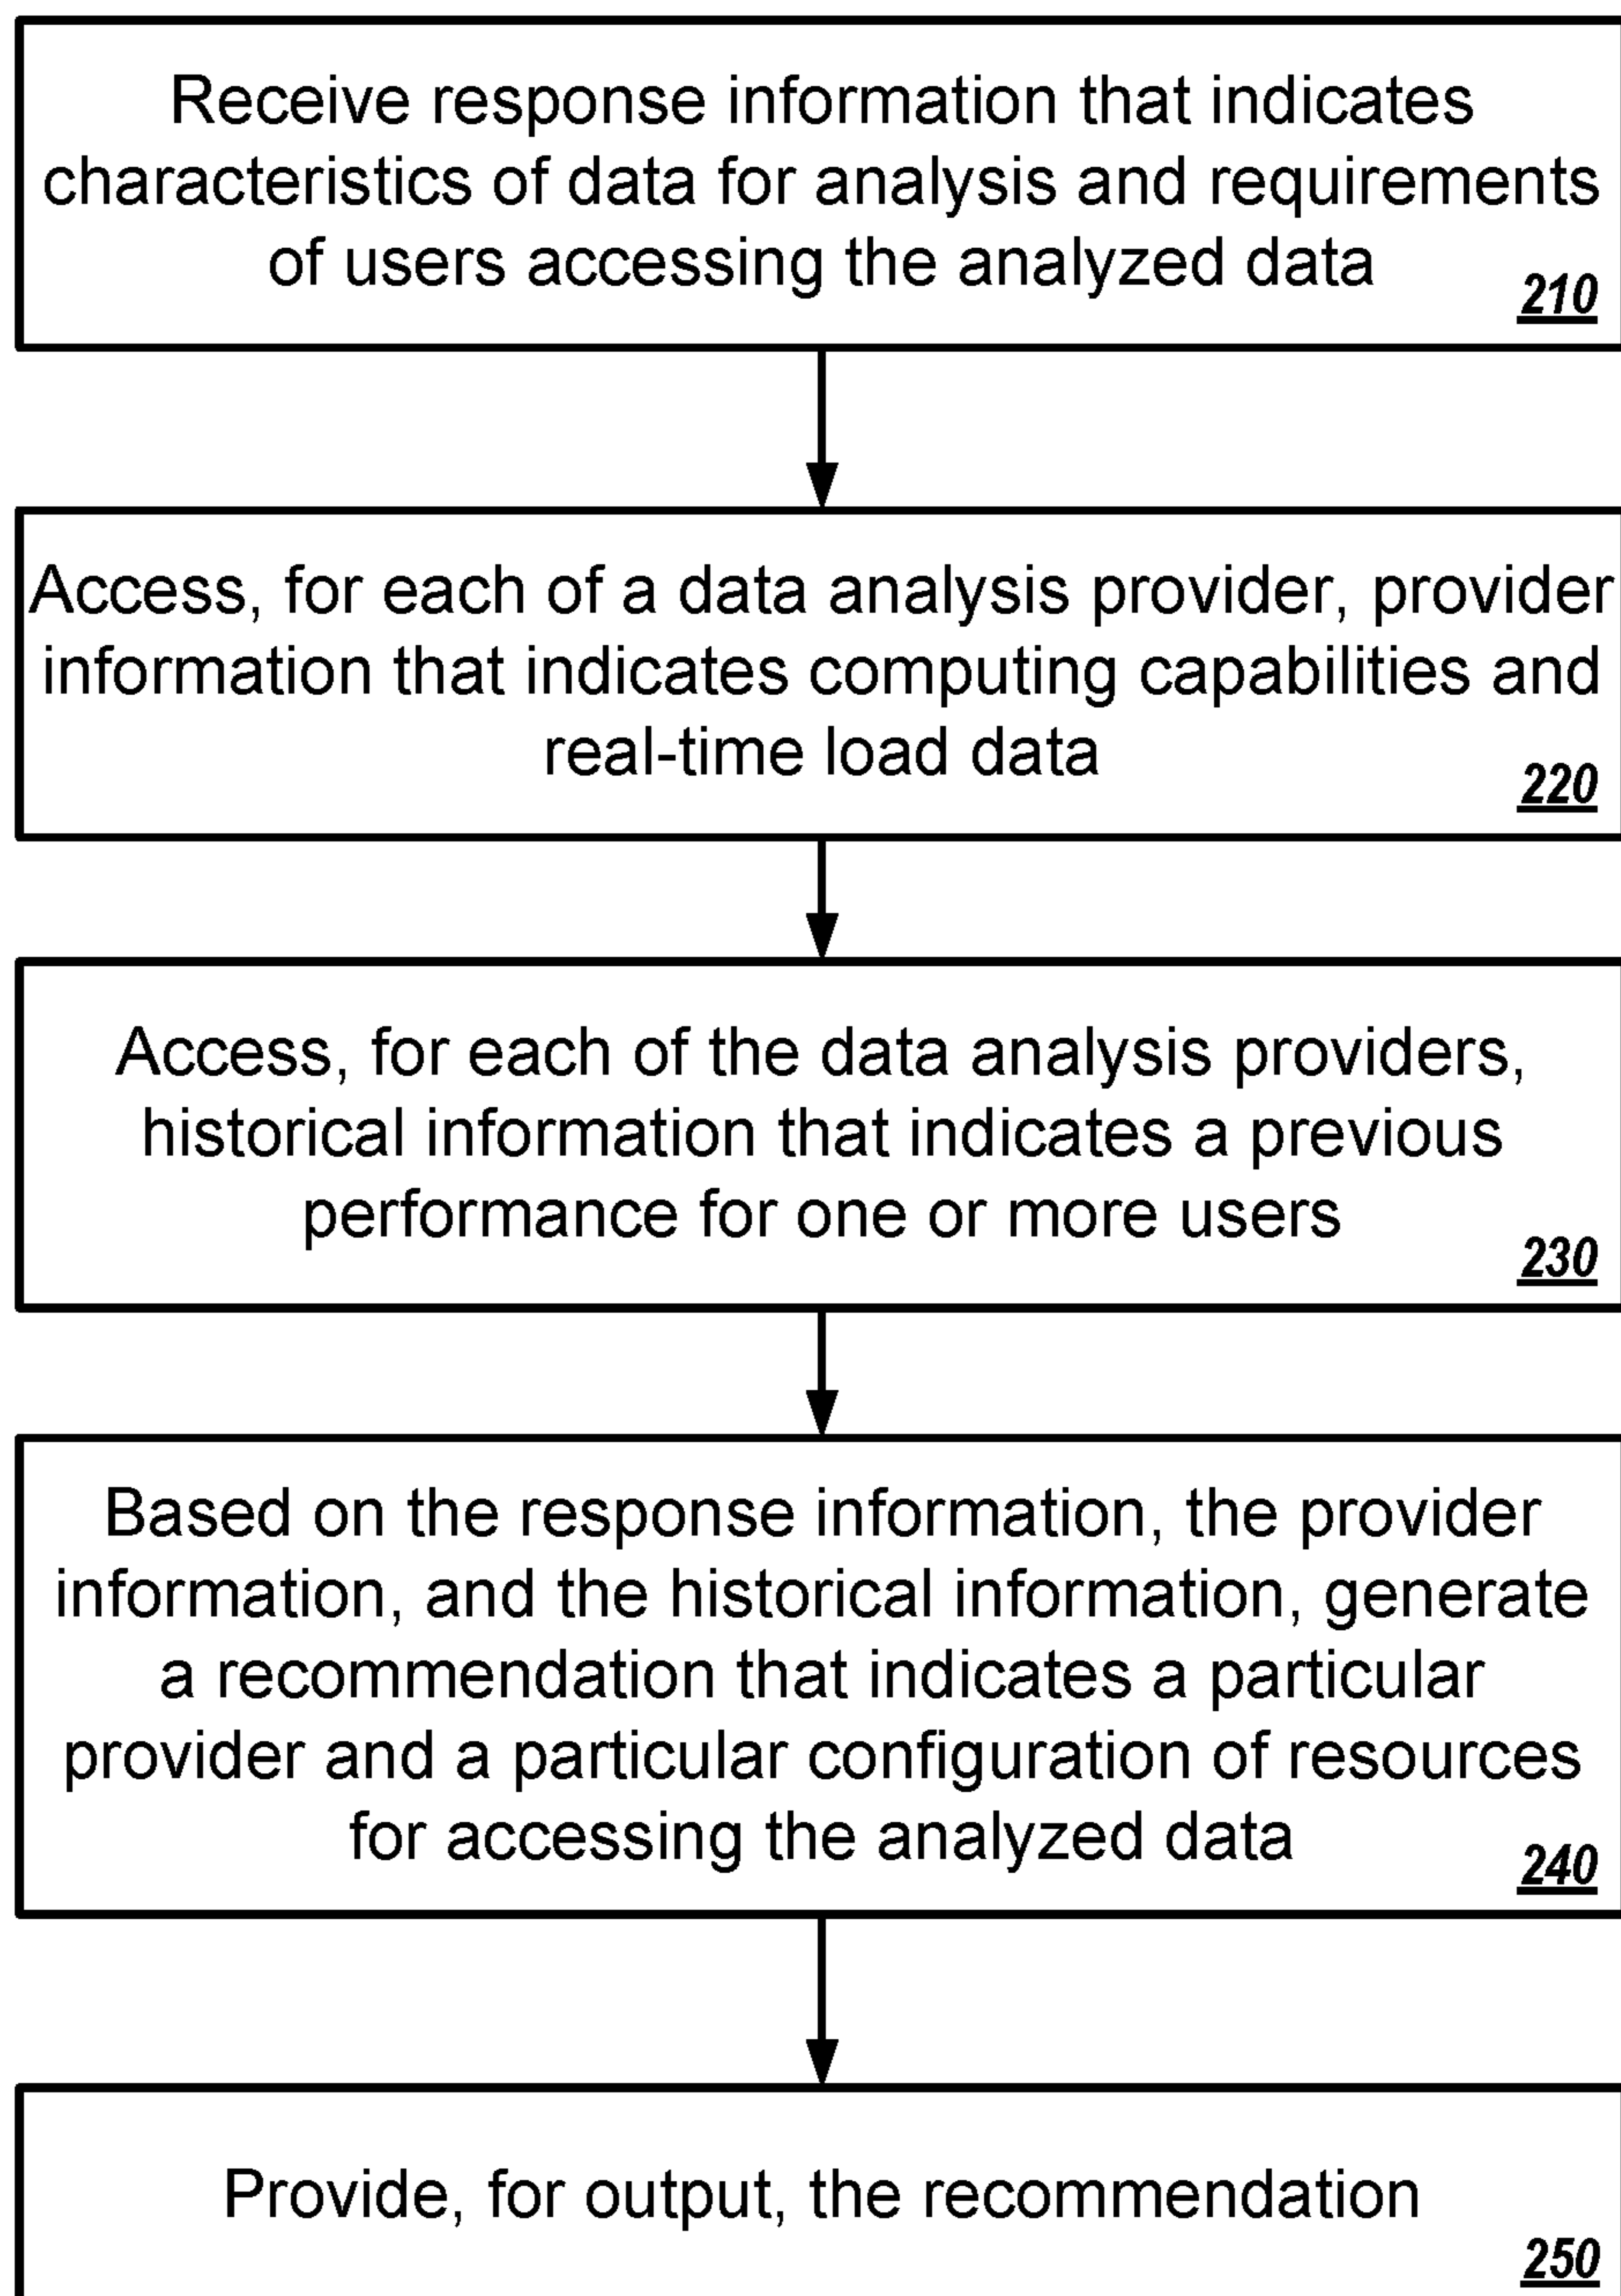 Receive response information that indicates
characteristics of data for analysis and requirements
of users accessing the analyzed data
210
Access, for each of a data analysis provider, provider
information that indicates computing capabilities and
real-time load data
220
Access, for each of the data analysis providers,
historical information that indicates a previous
performance for one or more users
230
Based on the response information, the provider
information, and the historical information, generate
a recommendation that indicates a particular
provider and a particular configuration of resources
for accessing the analyzed data
240
Provide, for output, the recommendation
250